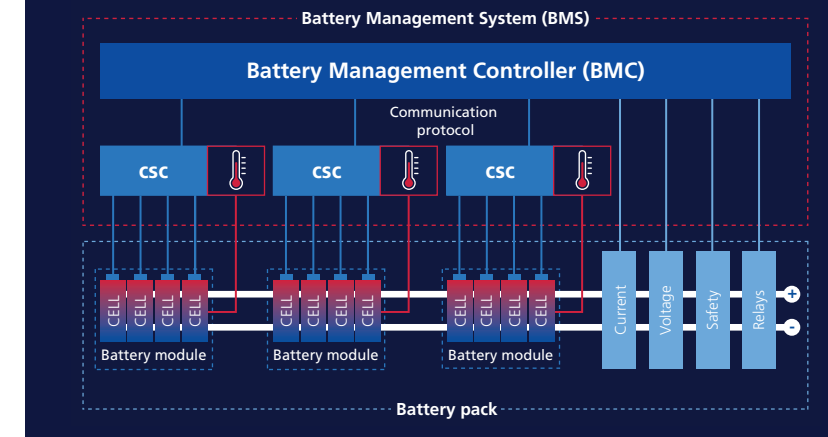 Battery Management System (BMS)
Battery Management Controller (BMC)
Communication
protocol
CSC
CSC
CSC
CELL
CELL
CELL
CELL
CELL
CELL
CELL
CELL
CELL
CELL
CELL
CELL
Current
Voltage
Safety
Relays
+
-
Battery module
Battery module
Battery module
Battery pack